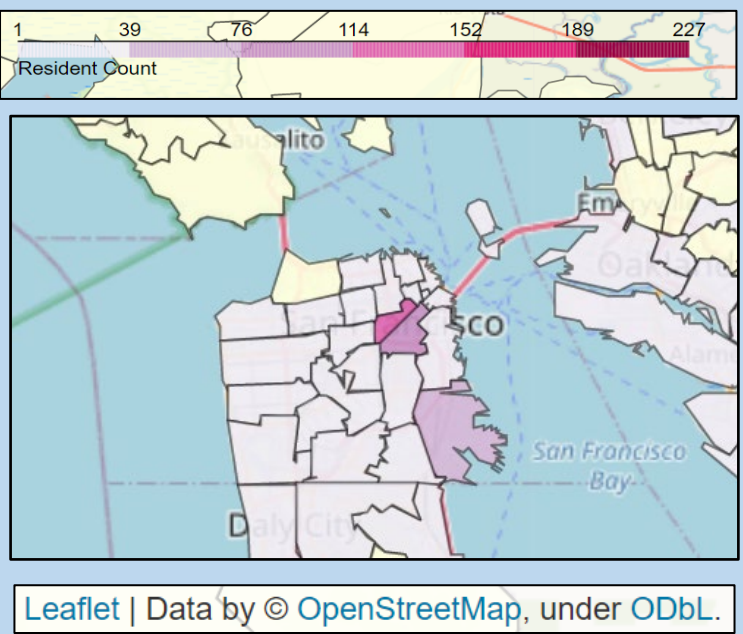 1 39 76 114 152 189 227
Resident Count
Sausalito
Emeryville
Oakland
San Francisco
Alame
San Francisco
Bay
Daly City
Leaflet | Data by © OpenStreetMap, under ODbL.